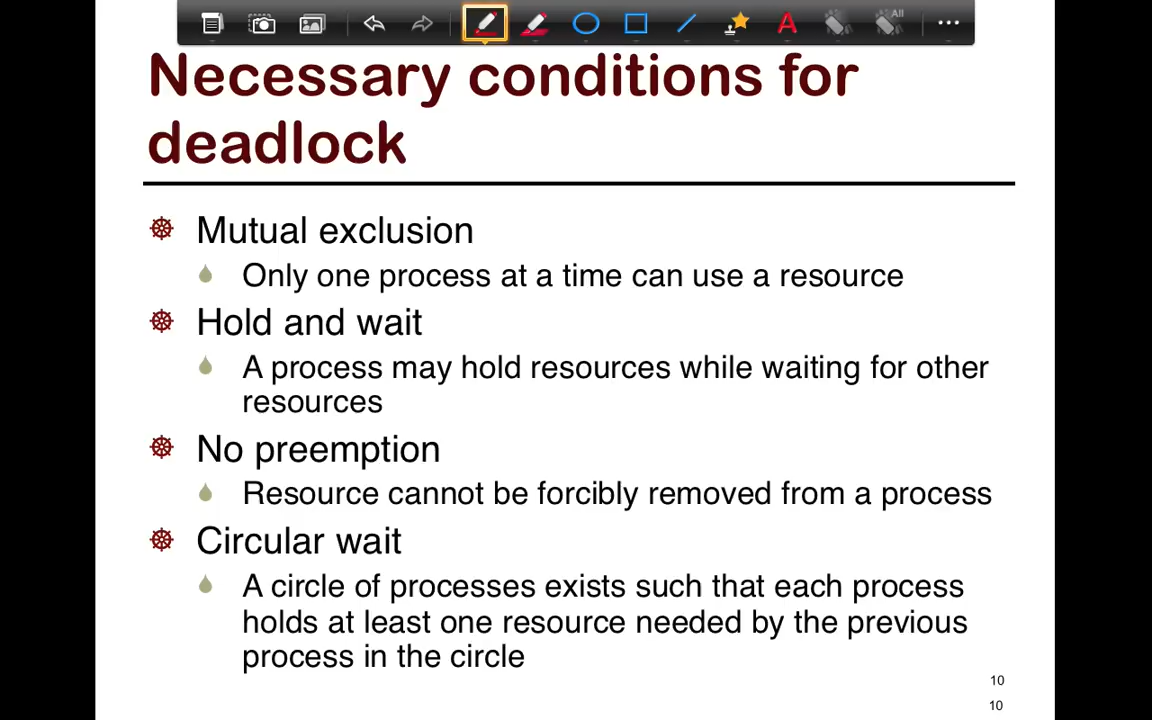 All
A
Necessary conditions for
deadlock
Mutual exclusion
Only one process at a time can use a resource
Hold and wait
A process may hold resources while waiting for other
resources
No preemption
Resource cannot be forcibly removed from a process
Circular wait
A circle of processes exists such that each process
holds at least one resource needed by the previous
process in the circle
10
10